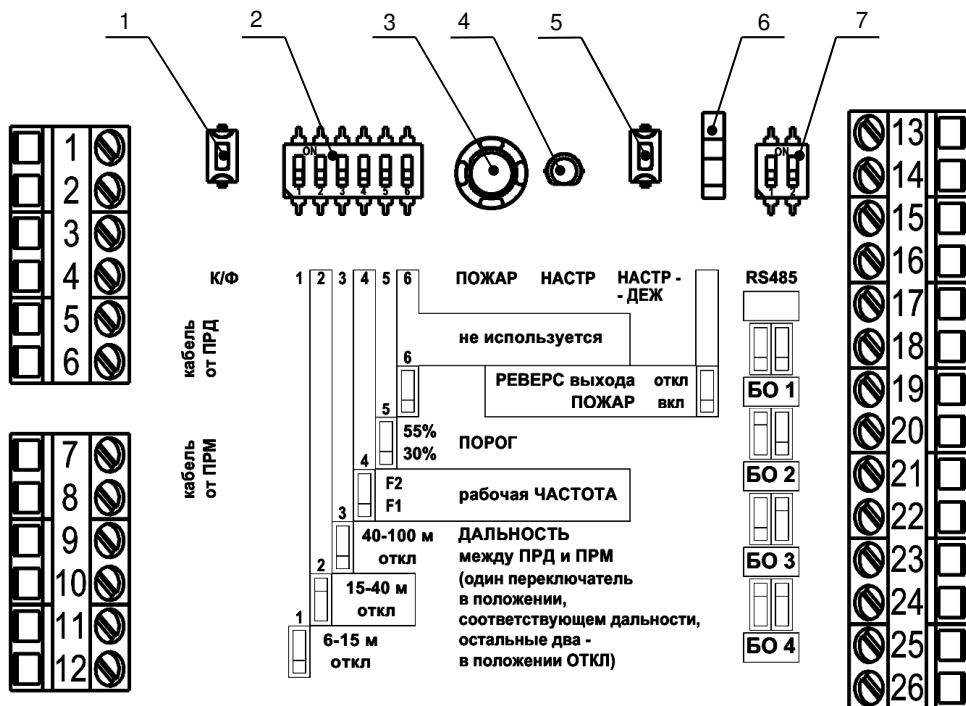 1 2 3 4 5 6 7
ON
1 2 3 4 5 6
ON
1 2
1
2
3
4
5
6
7
8
9
10
11
12
13
14
15
16
17
18
19
20
21
22
23
24
25
26
К/Ф
1 2 3 4 5 6
ПОЖАР
НАСТР
НАСТР -
- ДЕЖ
RS485
кабель
от ПРД
кабель
от ПРМ
не используется
6
РЕВЕРС выхода откл
ПОЖАР вкл
5
55%
30%
ПОРОГ
4
F2
F1
рабочая ЧАСТОТА
3
40-100 м
откл
2
15-40 м
откл
1
6-15 м
откл
ДАЛЬНОСТЬ
между ПРД и ПРМ
(один переключатель
в положении,
соответствующем дальности,
остальные два -
в положении ОТКЛ)
БО 1
БО 2
БО 3
БО 4